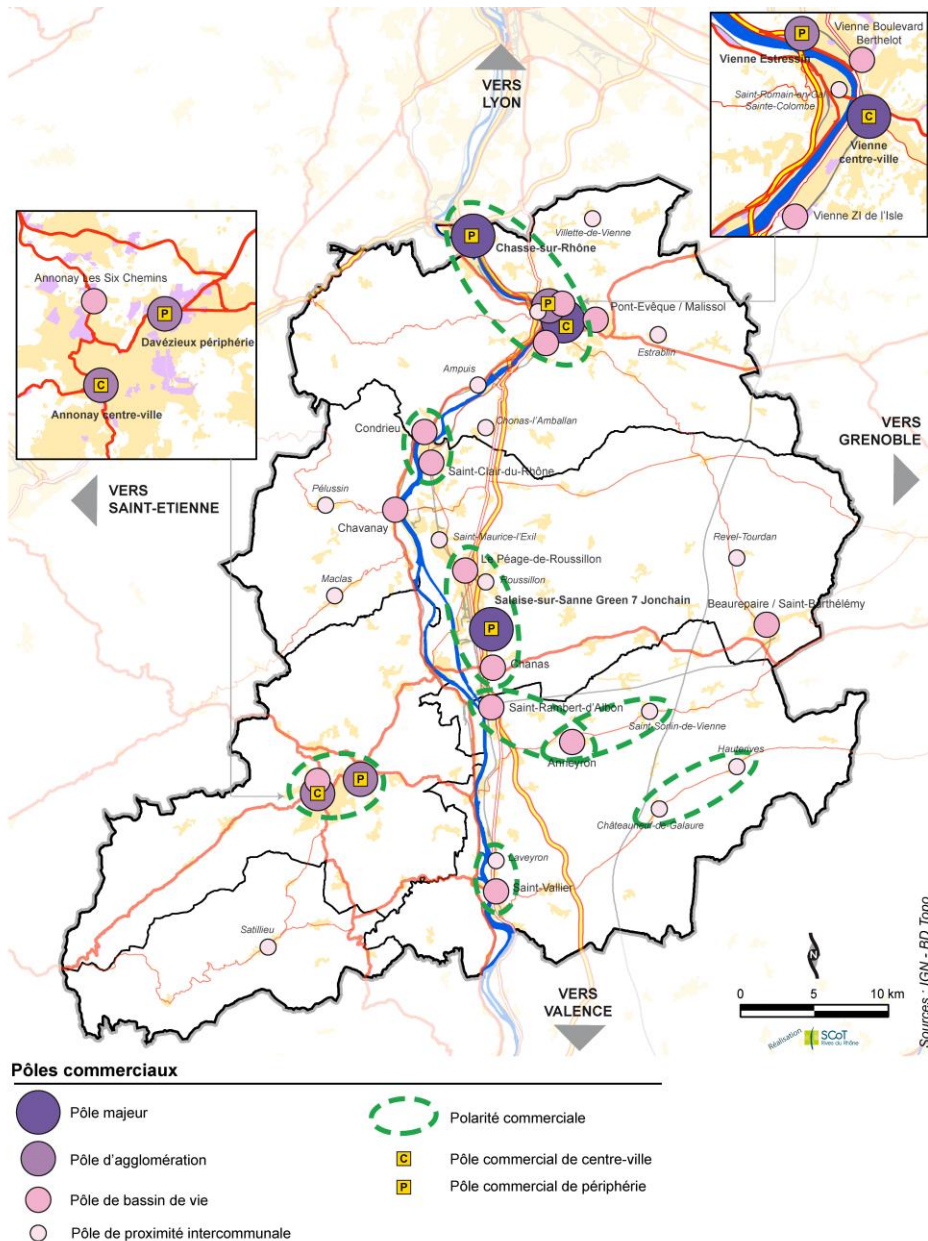 VERS
LYON
P
Vienne Estressin
Vienne Boulevard
Berthelot
Saint-Romain-en-Gal
Sainte-Colombe
C
Vienne
centre-ville
Vienne ZI de l'Isle
Annonay Les Six Chemins
P
Davézieux périphérie
C
Annonay centre-ville
P
Chasse-sur-Rhône
Villette-de-Vienne
P
Pont-Evêque / Malissol
C
Estrablin
Ampuis
Chonas-l'Amballan
Condrieu
Saint-Clair-du-Rhône
VERS
GRENOBLE
VERS
SAINT-ETIENNE
Pélussin
Chavanay
Saint-Maurice-l'Exil
Revel-Tourdan
Le Péage-de-Roussillon
Roussillon
Maclas
Salaise-sur-Sanne Green 7 Jonchain
Beaurepaire / Saint-Barthélémy
P
Chanas
Saint-Rambert-d'Albon
Saint-Sorlin-de-Vienne
Anneyron
Hauterives
P
C
Châteauneuf-de-Galaure
Laveyron
Saint-Vallier
Satillieu
N
VERS
VALENCE
0 5 10 km
Réalisation
SCoT
rives du Rhône
Sources : IGN - BD Topo
Pôles commerciaux
Pôle majeur
Pôle d'agglomération
Pôle de bassin de vie
Pôle de proximité intercommunale
Polarité commerciale
C Pôle commercial de centre-ville
P Pôle commercial de périphérie